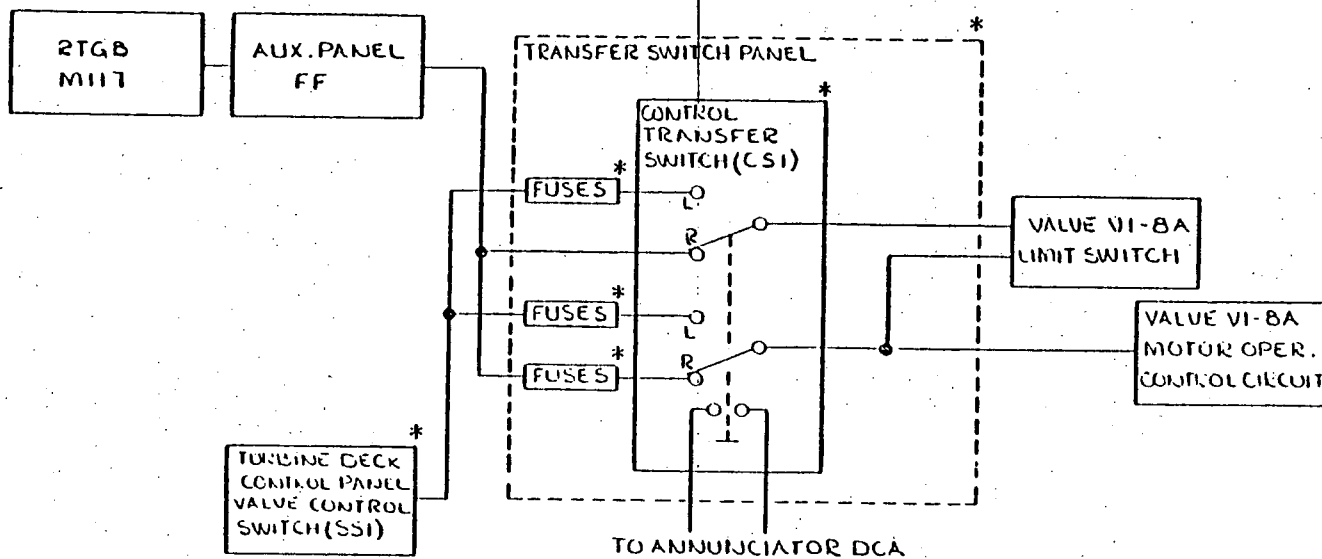 2TGB
M117
AUX. PANEL
FF
*
TRANSFER SWITCH PANEL
*
CONTROL
TRANSFER
SWITCH (CS1)
*
FUSES
L
R
*
FUSES
L
*
FUSES
R
VALUE V1-8A
LIMIT SWITCH
VALUE V1-8A
MOTOR OPER.
CONTROL CIRCUIT
*
TURBINE DECK
CONTROL PANEL
VALVE CONTROL
SWITCH (SS1)
TO ANNUNCIATOR DCA